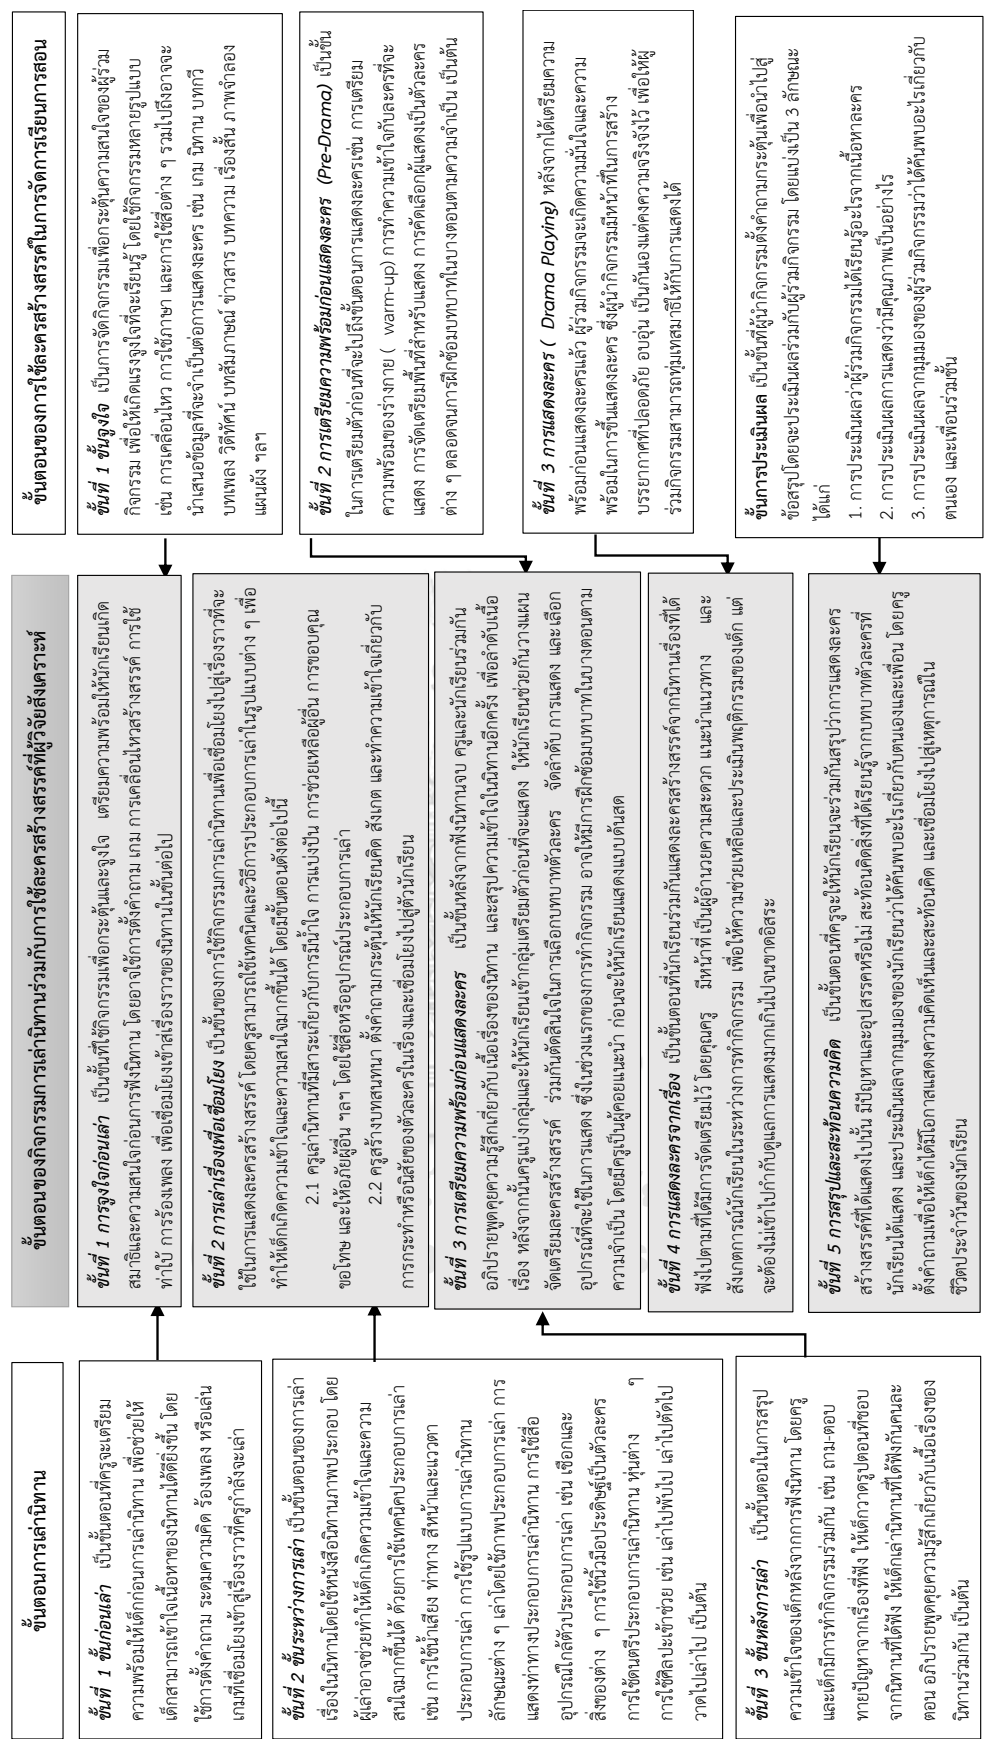 ขั้นตอนการเล่านิทาน
ขั้นที่ 1 ขั้นก่อนเล่า เป็นขั้นตอนที่ครูจะเตรียม
ความพร้อมให้เด็กก่อนการเล่านิทาน เพื่อช่วยให้
เด็กสามารถเข้าใจเนื้อหาของนิทานได้ดียิ่งขึ้น โดย
ใช้การตั้งคำถาม ระดมความคิด ร้องเพลง หรือเล่น
เกมที่เชื่อมโยงเข้าสู่เรื่องราวที่ครูกำลังจะเล่า
ขั้นที่ 2 ขั้นระหว่างการเล่า เป็นขั้นตอนของการเล่า
เรื่องในนิทานโดยใช้หนังสือนิทานภาพประกอบ โดย
ผู้เล่าอาจช่วยทำให้เด็กเกิดความเข้าใจและความ
สนใจมากขึ้นได้ ด้วยการใช้เทคนิคประกอบการเล่า
เช่น การใช้น้ำเสียง ท่าทาง สีหน้าและแววตา
ประกอบการเล่า การใช้รูปแบบการเล่านิทาน
ลักษณะต่าง ๆ เล่าโดยใช้ภาพประกอบการเล่า การ
แสดงท่าทางประกอบการเล่านิทาน การใช้สื่อ
อุปกรณ์ใกล้ตัวประกอบการเล่า เช่น เชือกและ
สิ่งของต่าง ๆ การใช้นิ้วมือประดิษฐ์เป็นตัวละคร
การใช้ดนตรีประกอบการเล่านิทาน หุ่นต่าง ๆ
การใช้ศิลปะเข้าช่วย เช่น เล่าไปพับไป เล่าไปตัดไป
วาดไปเล่าไป เป็นต้น
ขั้นที่ 3 ขั้นหลังการเล่า เป็นขั้นตอนในการสรุป
ความเข้าใจของเด็กหลังจากการฟังนิทาน โดยครู
และเด็กมีการทำกิจกรรมร่วมกัน เช่น ถาม-ตอบ
ทายปัญหาจากเรื่องที่ฟัง ให้เด็กวาดรูปตอนที่ชอบ
จากนิทานที่ได้ฟัง ให้เด็กเล่านิทานที่ได้ฟังกันคนละ
ตอน อภิปรายพูดคุยความรู้สึกเกี่ยวกับเนื้อเรื่องของ
นิทานร่วมกัน เป็นต้น
ขั้นตอนของกิจกรรมการเล่านิทานร่วมกับการใช้ละครสร้างสรรค์ที่ผู้วิจัยสังเคราะห์
ขั้นที่ 1 การจูงใจก่อนเล่า เป็นขั้นที่ใช้กิจกรรมเพื่อกระตุ้นและจูงใจ เตรียมความพร้อมให้นักเรียนเกิด
สมาธิและความสนใจก่อนการฟังนิทาน โดยอาจใช้การตั้งคำถาม เกม การเคลื่อนไหวสร้างสรรค์ การใช้
ท่าใบ้ การร้องเพลง เพื่อเชื่อมโยงเข้าสู่เรื่องราวของนิทานในขั้นต่อไป
ขั้นที่ 2 การเล่าเรื่องเพื่อเชื่อมโยง เป็นขั้นของการใช้กิจกรรมการเล่านิทานเพื่อเชื่อมโยงไปสู่เรื่องราวที่จะ
ใช้ในการแสดงละครสร้างสรรค์ โดยครูสามารถใช้เทคนิคและวิธีการประกอบการเล่าในรูปแบบต่าง ๆ เพื่อ
ทำให้เด็กเกิดความเข้าใจและความสนใจมากขึ้นได้ โดยมีขั้นตอนดังต่อไปนี้
2.1 ครูเล่านิทานที่มีสาระเกี่ยวกับการมีน้ำใจ การแบ่งปัน การช่วยเหลือผู้อื่น การขอบคุณ
ขอโทษ และให้อภัยผู้อื่น ฯลฯ โดยใช้สื่อหรืออุปกรณ์ประกอบการเล่า
2.2 ครูสร้างบทสนทนา ตั้งคำถามกระตุ้นให้นักเรียนคิด สังเกต และทำความเข้าใจเกี่ยวกับ
การกระทำหรือนิสัยของตัวละครในเรื่องและเชื่อมโยงไปสู่ตัวนักเรียน
ขั้นที่ 3 การเตรียมความพร้อมก่อนแสดงละคร เป็นขั้นหลังจากฟังนิทานจบ ครูและนักเรียนร่วมกัน
อภิปรายพูดคุยความรู้สึกเกี่ยวกับเนื้อเรื่องของนิทาน และสรุปความเข้าใจในนิทานอีกครั้ง เพื่อลำดับเนื้อ
เรื่อง หลังจากนั้นครูแบ่งกลุ่มและให้นักเรียนเข้ากลุ่มเตรียมตัวก่อนที่จะแสดง ให้นักเรียนช่วยกันวางแผน
จัดเตรียมละครสร้างสรรค์ ร่วมกันตัดสินใจในการเลือกบทบาทตัวละคร จัดลำดับ การแสดง และเลือก
อุปกรณ์ที่จะใช้ในการแสดง ซึ่งในช่วงแรกของการทำกิจกรรม อาจให้มีการฝึกซ้อมบทบาทในบางตอนตาม
ความจำเป็น โดยมีครูเป็นผู้คอยแนะนำ ก่อนจะให้นักเรียนแสดงแบบด้นสด
ขั้นที่ 4 การแสดงละครจากเรื่อง เป็นขั้นตอนที่นักเรียนร่วมกันแสดงละครสร้างสรรค์จากนิทานเรื่องที่ได้
ฟังไปตามที่ได้มีการจัดเตรียมไว้ โดยคุณครู มีหน้าที่ เป็นผู้อำนวยความสะดวก แนะนำแนวทาง และ
สังเกตการณ์นักเรียนในระหว่างการทำกิจกรรม เพื่อให้ความช่วยเหลือและประเมินพฤติกรรมของเด็ก แต่
จะต้องไม่เข้าไปกำกับดูแลการแสดงมากเกินไปจนขาดอิสระ
ขั้นที่ 5 การสรุปและสะท้อนความคิด เป็นขั้นตอนที่ครูจะให้นักเรียนจะร่วมกันสรุปว่าการแสดงละคร
สร้างสรรค์ที่ได้แสดงไปนั้น มีปัญหาและอุปสรรคหรือไม่ สะท้อนคิดสิ่งที่ได้เรียนรู้จากบทบาทตัวละครที่
นักเรียนได้แสดง และประเมินผลจากมุมมองของนักเรียนว่าได้ค้นพบอะไรเกี่ยวกับตนเองและเพื่อน โดยครู
ตั้งคำถามเพื่อให้เด็กได้มีโอกาสแสดงความคิดเห็นและสะท้อนคิด และเชื่อมโยงไปสู่เหตุการณ์ใน
ชีวิตประจำวันของนักเรียน
ขั้นตอนของการใช้ละครสร้างสรรค์ในการจัดการเรียนการสอน
ขั้นที่ 1 ขั้นจูงใจ เป็นการจัดกิจกรรมเพื่อกระตุ้นความสนใจของผู้ร่วม
กิจกรรม เพื่อให้เกิดแรงจูงใจที่จะเรียนรู้ โดยใช้กิจกรรมหลายรูปแบบ
เช่น การเคลื่อนไหว การใช้ภาษา และการใช้สื่อต่าง ๆ รวมไปถึงอาจจะ
นำเสนอข้อมูลที่จะจำเป็นต่อการแสดงละคร เช่น เกม นิทาน บทกวี
บทเพลง วิดีทัศน์ บทสัมภาษณ์ ข่าวสาร บทความ เรื่องสั้น ภาพจำลอง
แผนผัง ฯลฯ
ขั้นที่ 2 การเตรียมความพร้อมก่อนแสดงละคร (Pre-Drama) เป็นขั้น
ในการเตรียมตัวก่อนที่จะไปถึงขั้นตอนการแสดงละครเช่น การเตรียม
ความพร้อมของร่างกาย ( warm-up) การทำความเข้าใจกับละครที่จะ
แสดง การจัดเตรียมพื้นที่สำหรับแสดง การคัดเลือกผู้แสดงเป็นตัวละคร
ต่าง ๆ ตลอดจนการฝึกซ้อมบทบาทในบางตอนตามความจำเป็น เป็นต้น
ขั้นที่ 3 การแสดงละคร ( Drama Playing) หลังจากได้เตรียมความ
พร้อมก่อนแสดงละครแล้ว ผู้ร่วมกิจกรรมจะเกิดความมั่นใจและความ
พร้อมในการขึ้นแสดงละคร ซึ่งผู้นำกิจกรรมมีหน้าที่ในการสร้าง
บรรยากาศที่ปลอดภัย อบอุ่น เป็นกันเองแต่คงความจริงจังไว้ เพื่อให้ผู้
ร่วมกิจกรรมสามารถทุ่มเทสมาธิให้กับการแสดงได้
ขั้นการประเมินผล เป็นขั้นที่ผู้นำกิจกรรมตั้งคำถามกระตุ้นเพื่อนำไปสู่
ข้อสรุปโดยจะประเมินผลร่วมกับผู้ร่วมกิจกรรม โดยแบ่งเป็น 3 ลักษณะ
ได้แก่
1. การประเมินผลว่าผู้ร่วมกิจกรรมได้เรียนรู้อะไรจากเนื้อหาละคร
2. การประเมินผลการแสดงว่ามีคุณภาพเป็นอย่างไร
3. การประเมินผลจากมุมมองของผู้ร่วมกิจกรรมว่าได้ค้นพบอะไรเกี่ยวกับ
ตนเอง และเพื่อนร่วมชั้น